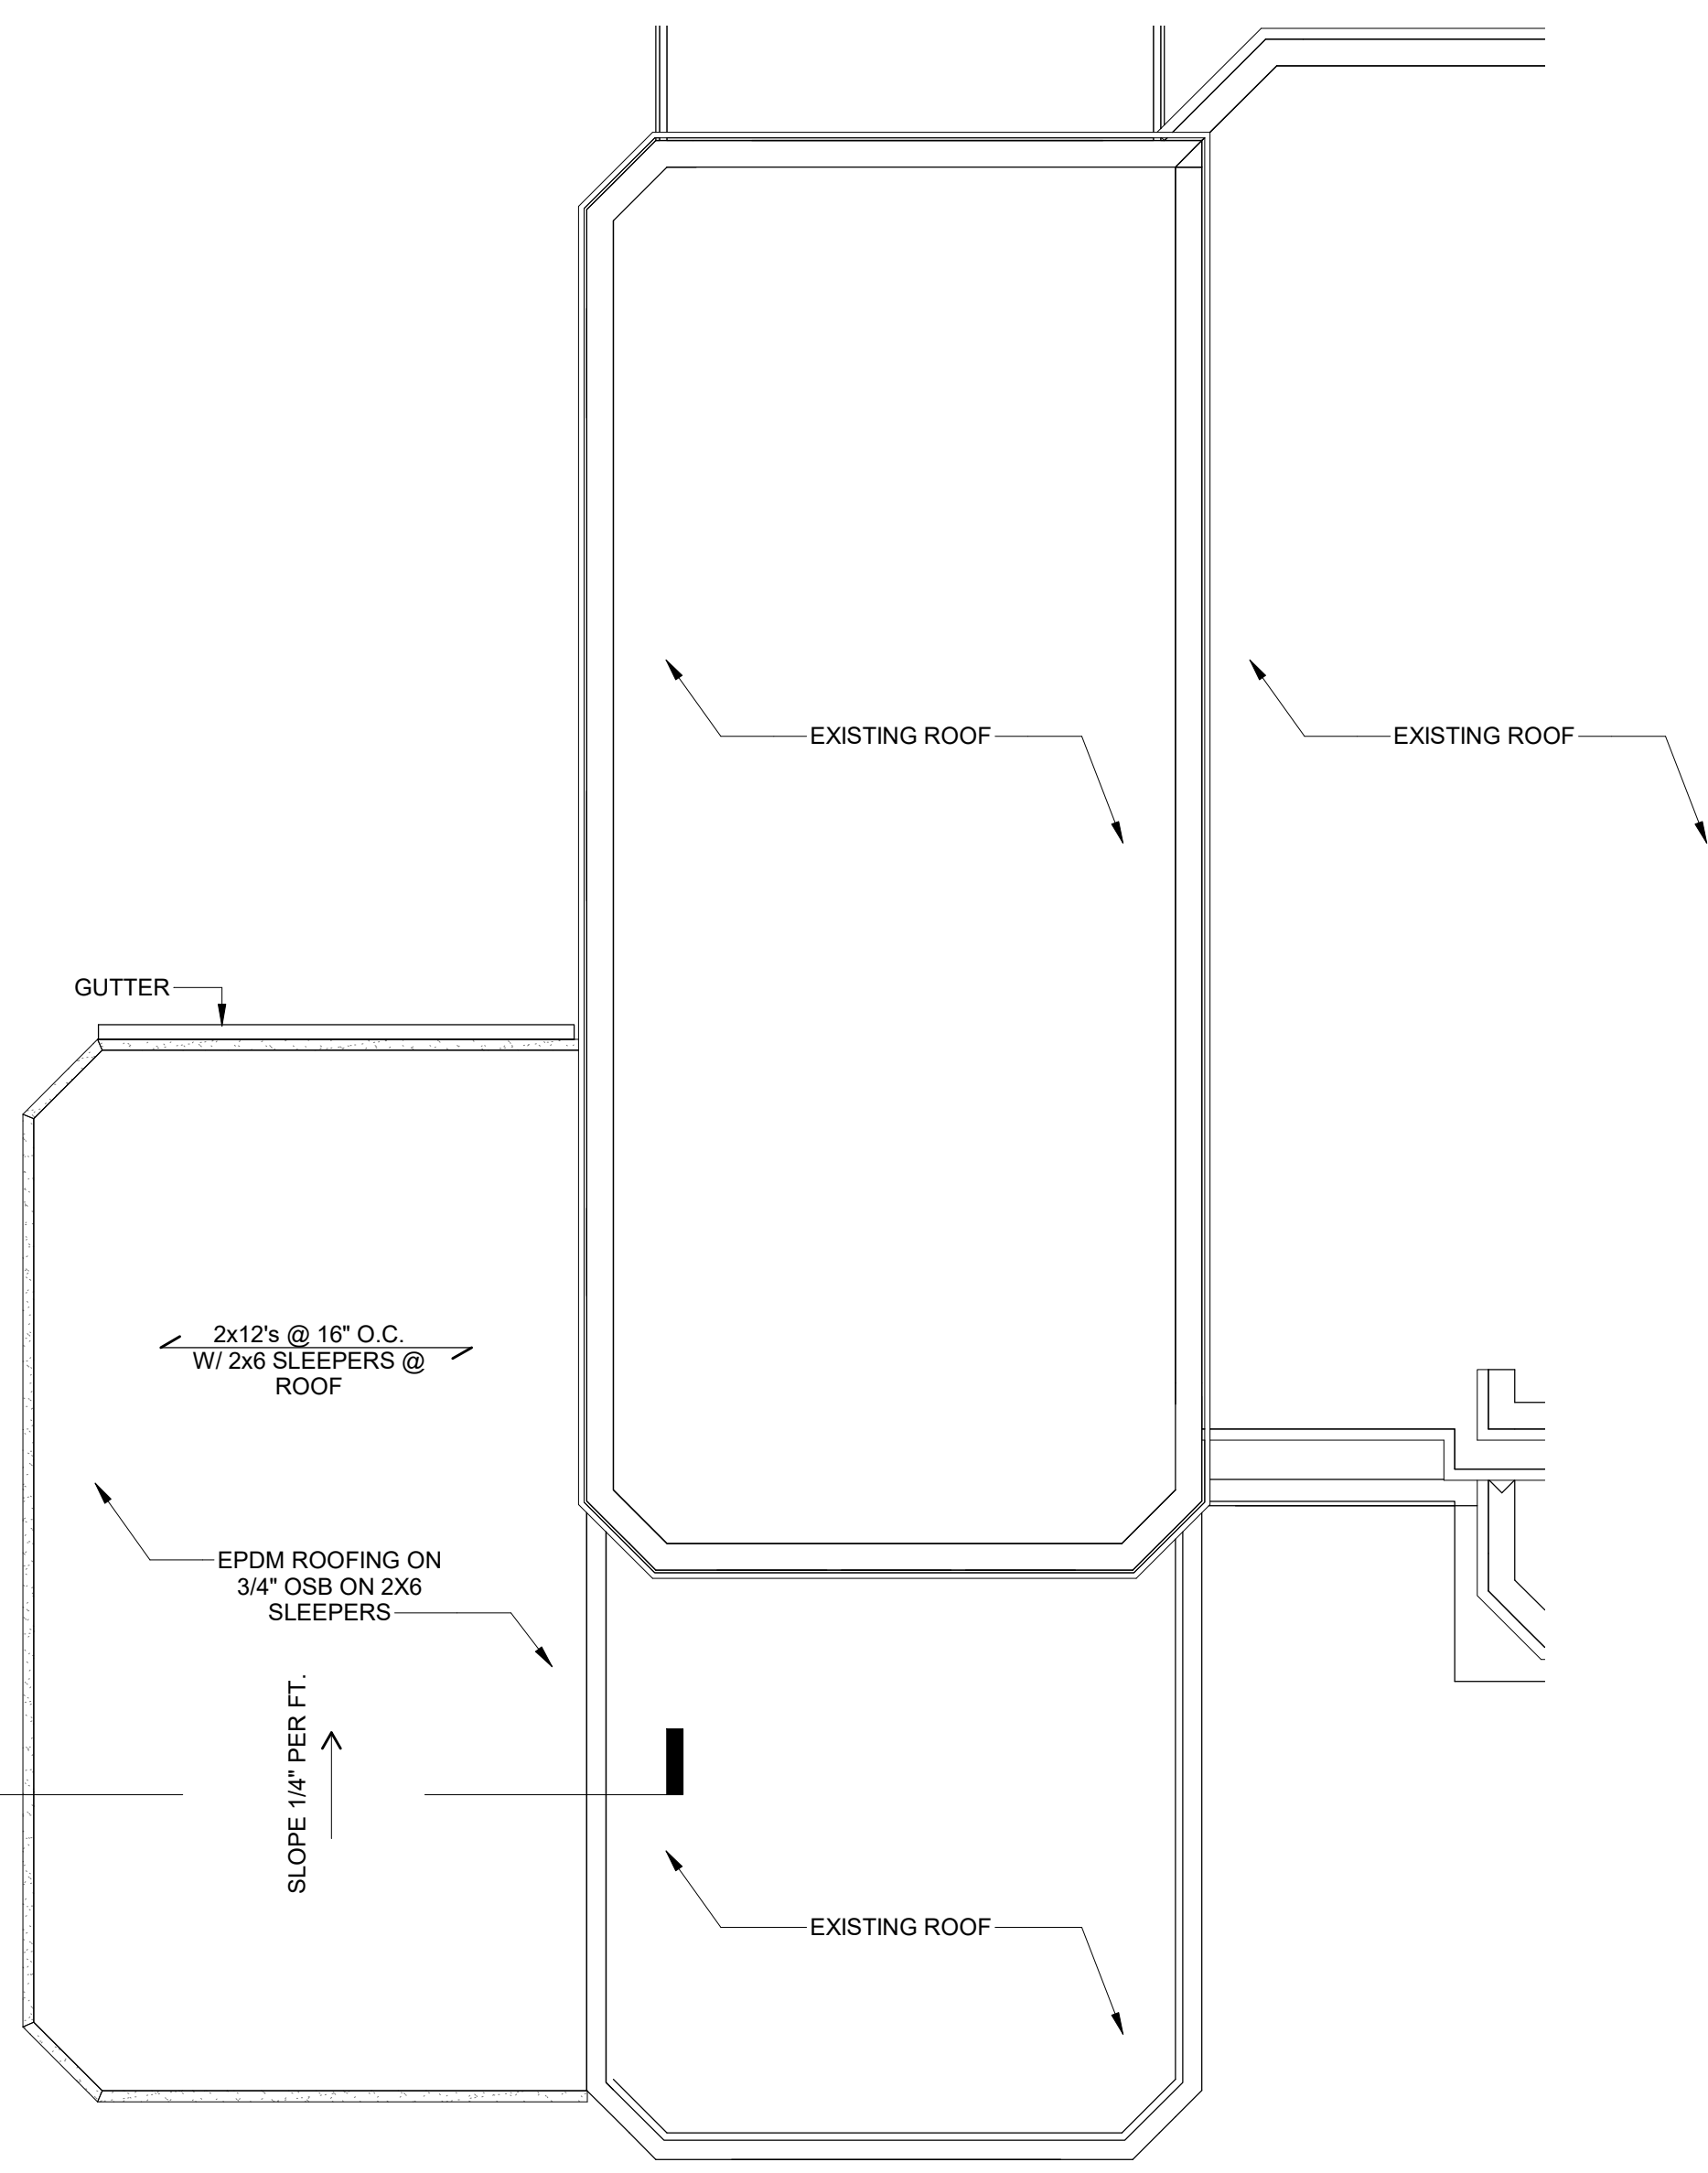 EXISTING ROOF
EXISTING ROOF
GUTTER
2x12's @ 16" O.C.
W/ 2x6 SLEEPERS @
ROOF
EPDM ROOFING ON
3/4" OSB ON 2X6
SLEEPERS
SLOPE 1/4" PER FT.
EXISTING ROOF